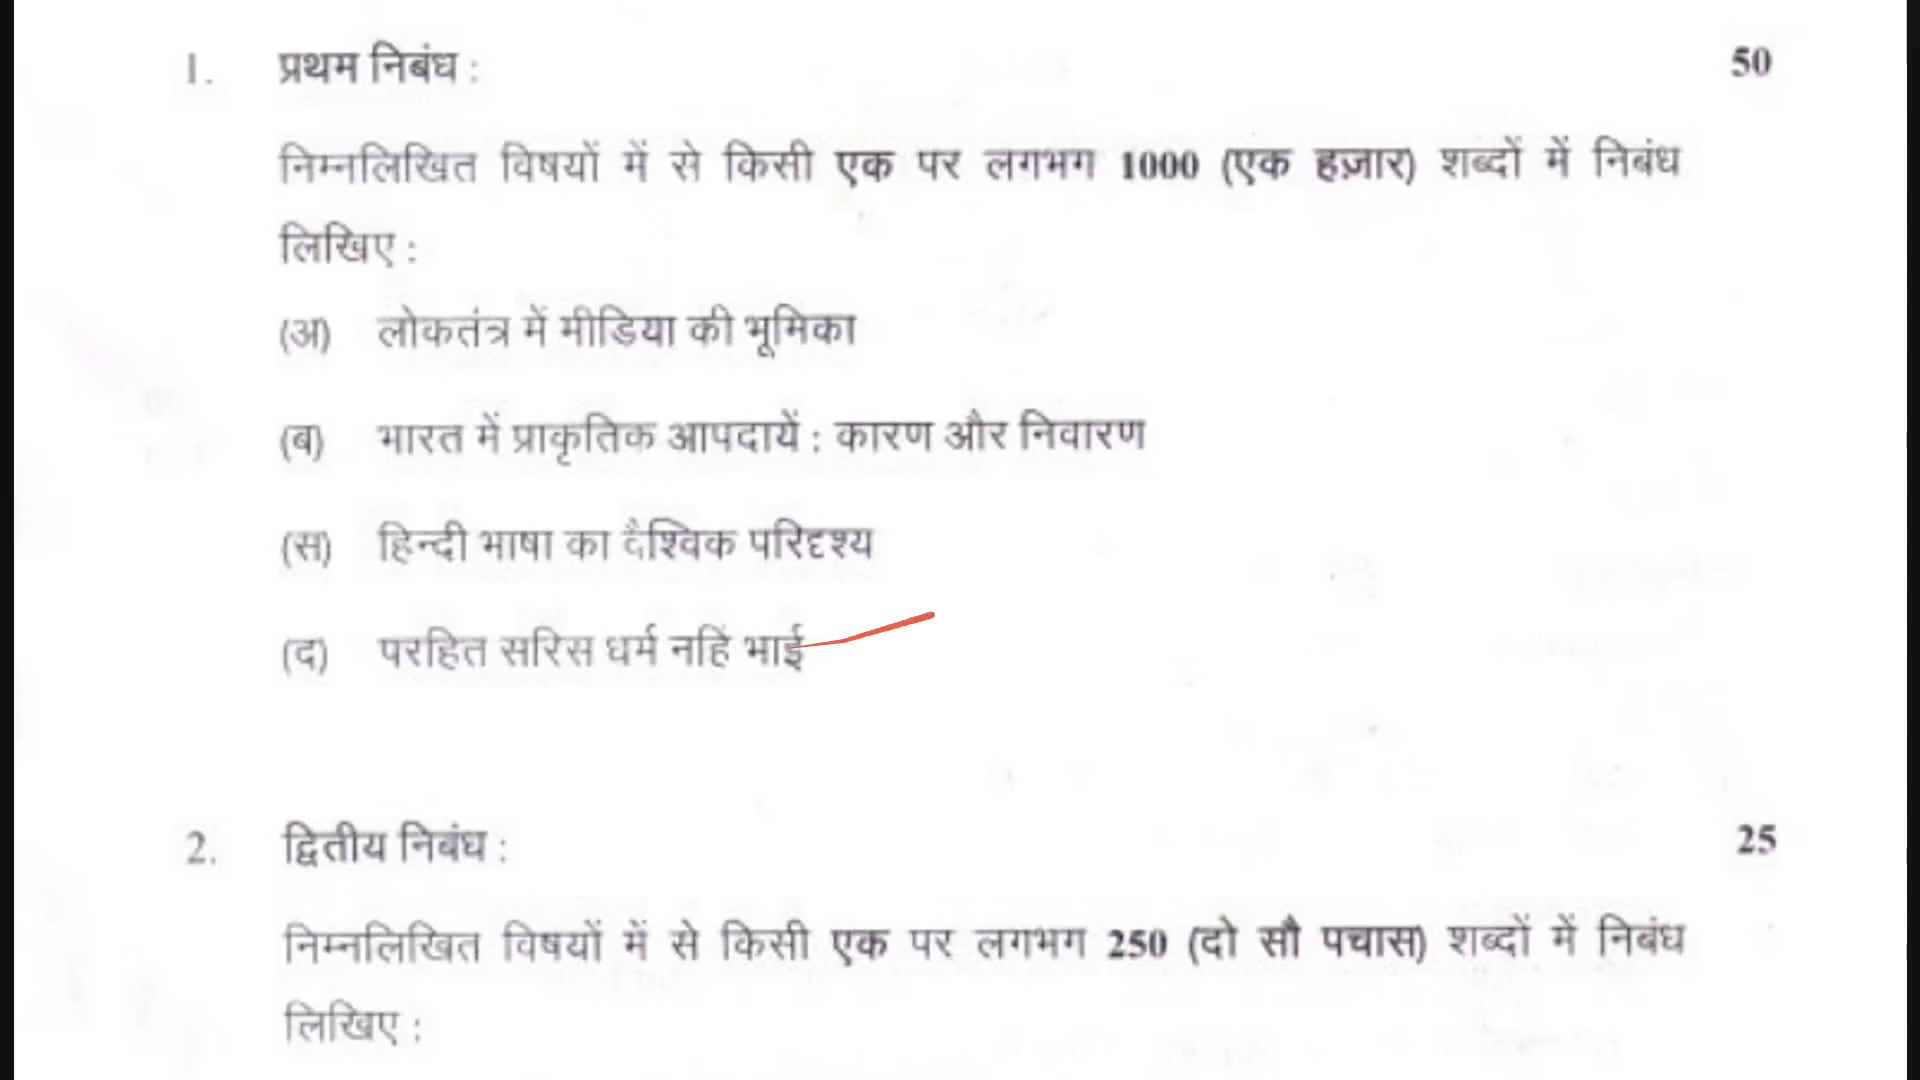 1. प्रथम निबंध : 50
निम्नलिखित विषयों में से किसी एक पर लगभग 1000 (एक हज़ार) शब्दों में निबंध
लिखिए :
(अ) लोकतंत्र में मीडिया की भूमिका
(ब) भारत में प्राकृतिक आपदायें : कारण और निवारण
(स) हिन्दी भाषा का वैश्विक परिदृश्य
(द) परहित सरिस धर्म नहिं भाई
2. द्वितीय निबंध : 25
निम्नलिखित विषयों में से किसी एक पर लगभग 250 (दो सौ पचास) शब्दों में निबंध
लिखिए :